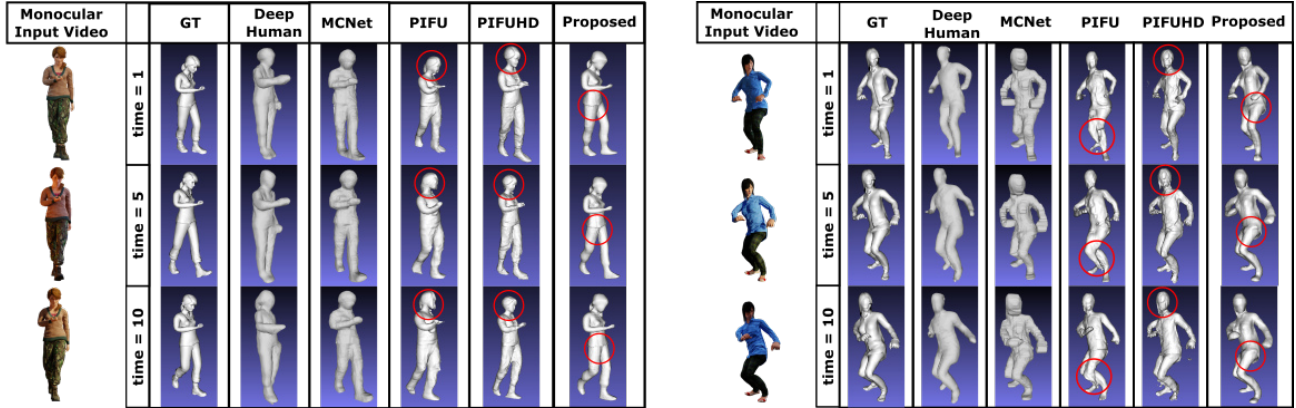 Monocular
Input Video
GT
Deep
Human
MCNet
PIFU
PIFUHD
Proposed
time = 1
time = 5
time = 10
Monocular
Input Video
GT
Deep
Human
MCNet
PIFU
PIFUHD
Proposed
time = 1
time = 5
time = 10